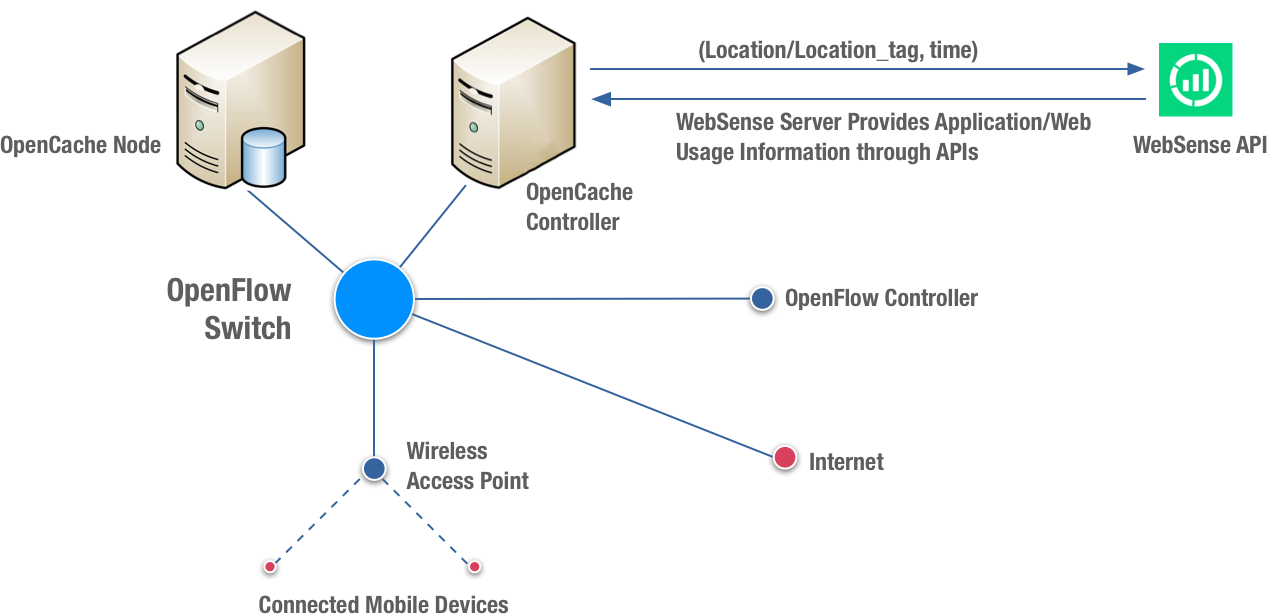 (Location/Location_tag, time)
OpenCache Node
WebSense Server Provides Application/Web
Usage Information through APIs
WebSense API
OpenCache
Controller
OpenFlow
Switch
OpenFlow Controller
Wireless
Access Point
Internet
Connected Mobile Devices